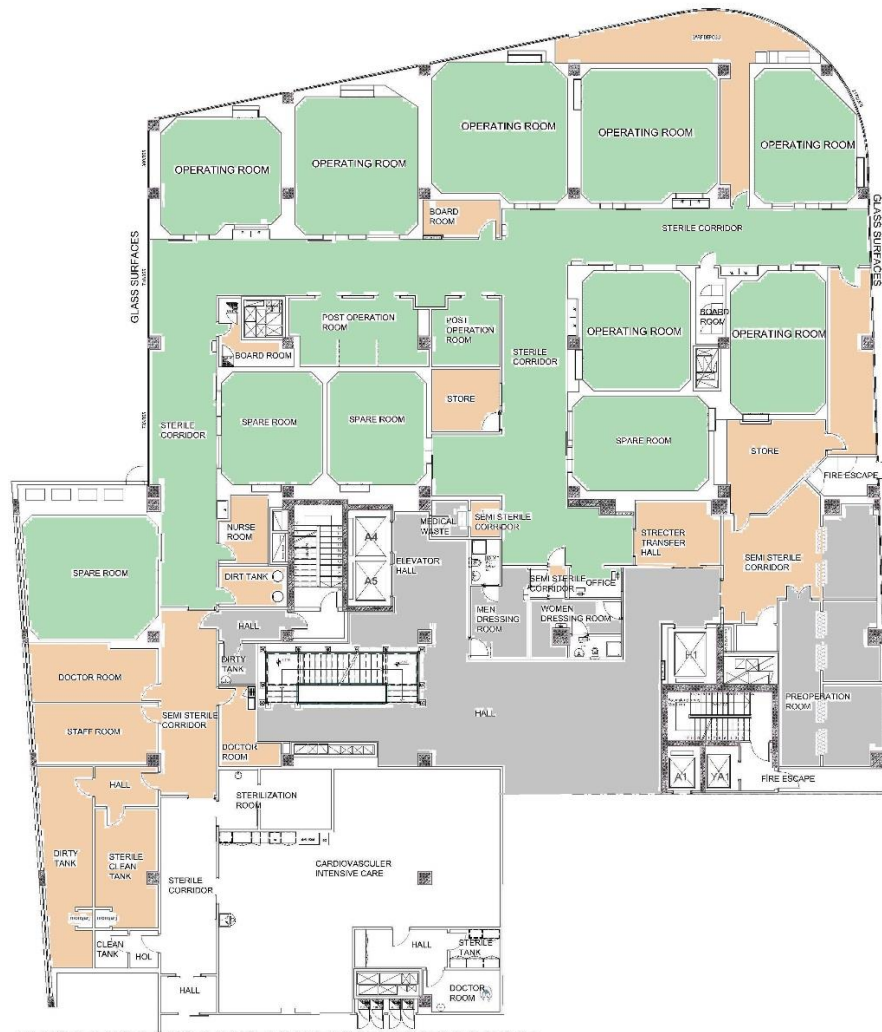 OPERATING ROOM
OPERATING ROOM
OPERATING ROOM
OPERATING ROOM
OPERATING ROOM
BOARD
ROOM
STERILE CORRIDOR
GLASS SURFACES
GLASS SURFACES
POST OPERATION
ROOM
POST
OPERATION
ROOM
STERILE
CORRIDOR
OPERATING ROOM
BOARD
ROOM
OPERATING ROOM
BOARD ROOM
STORE
SPARE ROOM
SPARE ROOM
SPARE ROOM
STERILE
CORRIDOR
STORE
FIRE ESCAPE
NURSE
ROOM
A4
A5
ELEVATOR
HALL
MEDICAL
WASTE
SEMI STERILE
CORRIDOR
STRECTER
TRANSFER
HALL
SEMI STERILE
CORRIDOR
SPARE ROOM
DIRT TANK
SEMI STERILE
CORRIDOR
OFFICE
MEN
DRESSING
ROOM
WOMEN
DRESSING ROOM
HALL
DIRTY
TANK
DOCTOR ROOM
PREOPERATION
ROOM
STAFF ROOM
SEMI STERILE
CORRIDOR
HALL
DOCTOR
ROOM
A1
YA1
FIRE ESCAPE
HALL
STERILIZATION
ROOM
DIRTY
TANK
STERILE
CLEAN
TANK
STERILE
CORRIDOR
CARDIOVASCULER
INTENSIVE CARE
CLEAN
TANK
HOL
HALL
STERILE
TANK
HALL
DOCTOR
ROOM